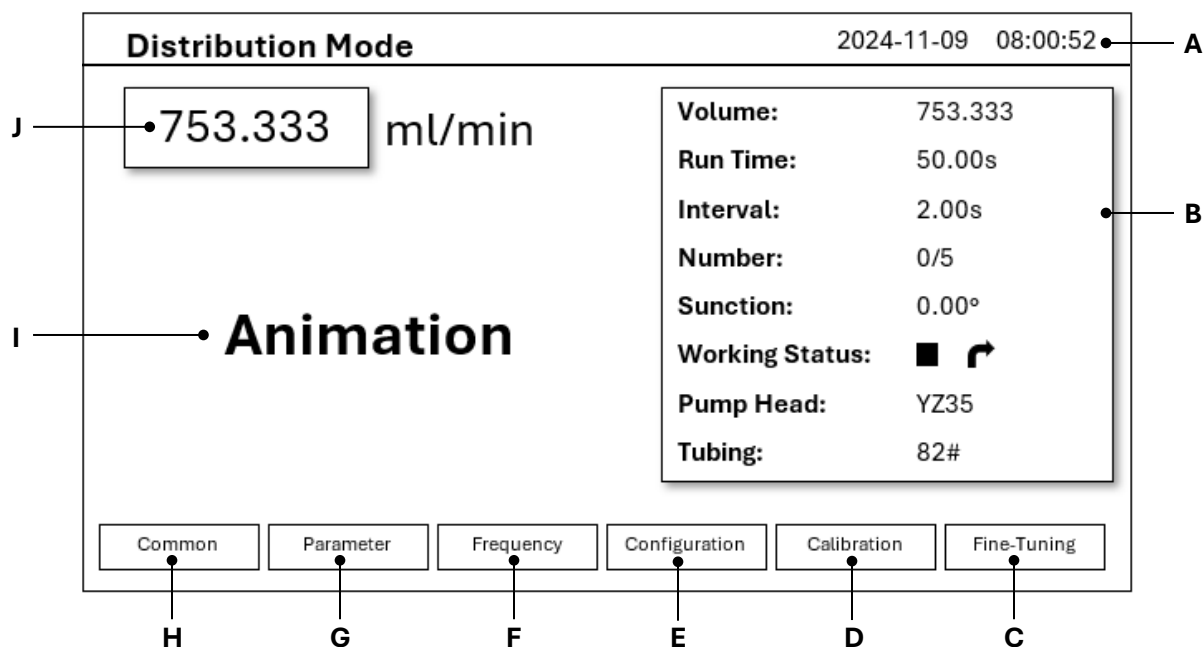 Distribution Mode 2024-11-09 08:00:52 A
J 753.333 ml/min
Volume: 753.333
Run Time: 50.00s
Interval: 2.00s
B
Number: 0/5
Sunction: 0.00°
I Animation
Working Status:
Pump Head: YZ35
Tubing: 82#
Common Parameter Frequency Configuration Calibration Fine-Tuning
H G F E D C